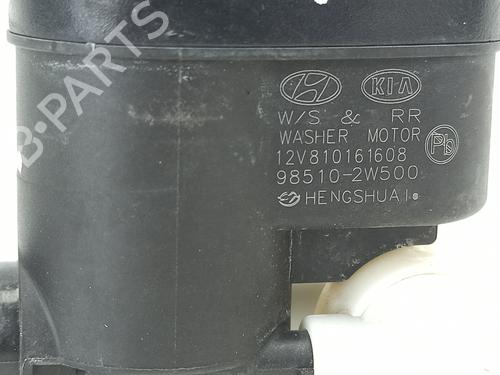 KIA
W/S & RR
WASHER MOTOR
12V810161608
Pb
98510-2W500
HENGSHUAI
B-PARTS